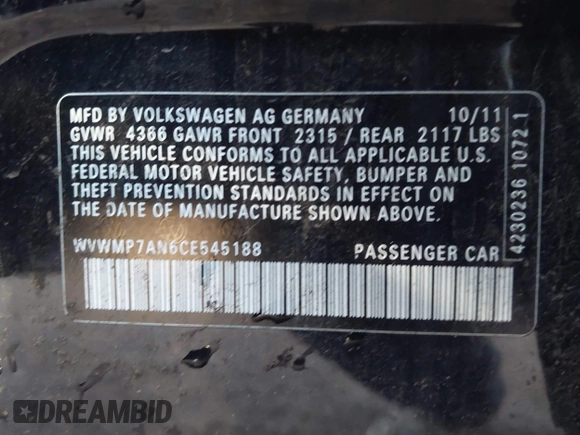 MFD BY VOLKSWAGEN AG GERMANY 10/11
GVWR 4366 GAWR FRONT 2315 / REAR 2117 LBS
THIS VEHICLE CONFORMS TO ALL APPLICABLE U.S.
FEDERAL MOTOR VEHICLE SAFETY, BUMPER AND
THEFT PREVENTION STANDARDS IN EFFECT ON
THE DATE OF MANUFACTURE SHOWN ABOVE.
WVWMP7AN6CE545188 PASSENGER CAR
4230236 1072.1
DREAMBID